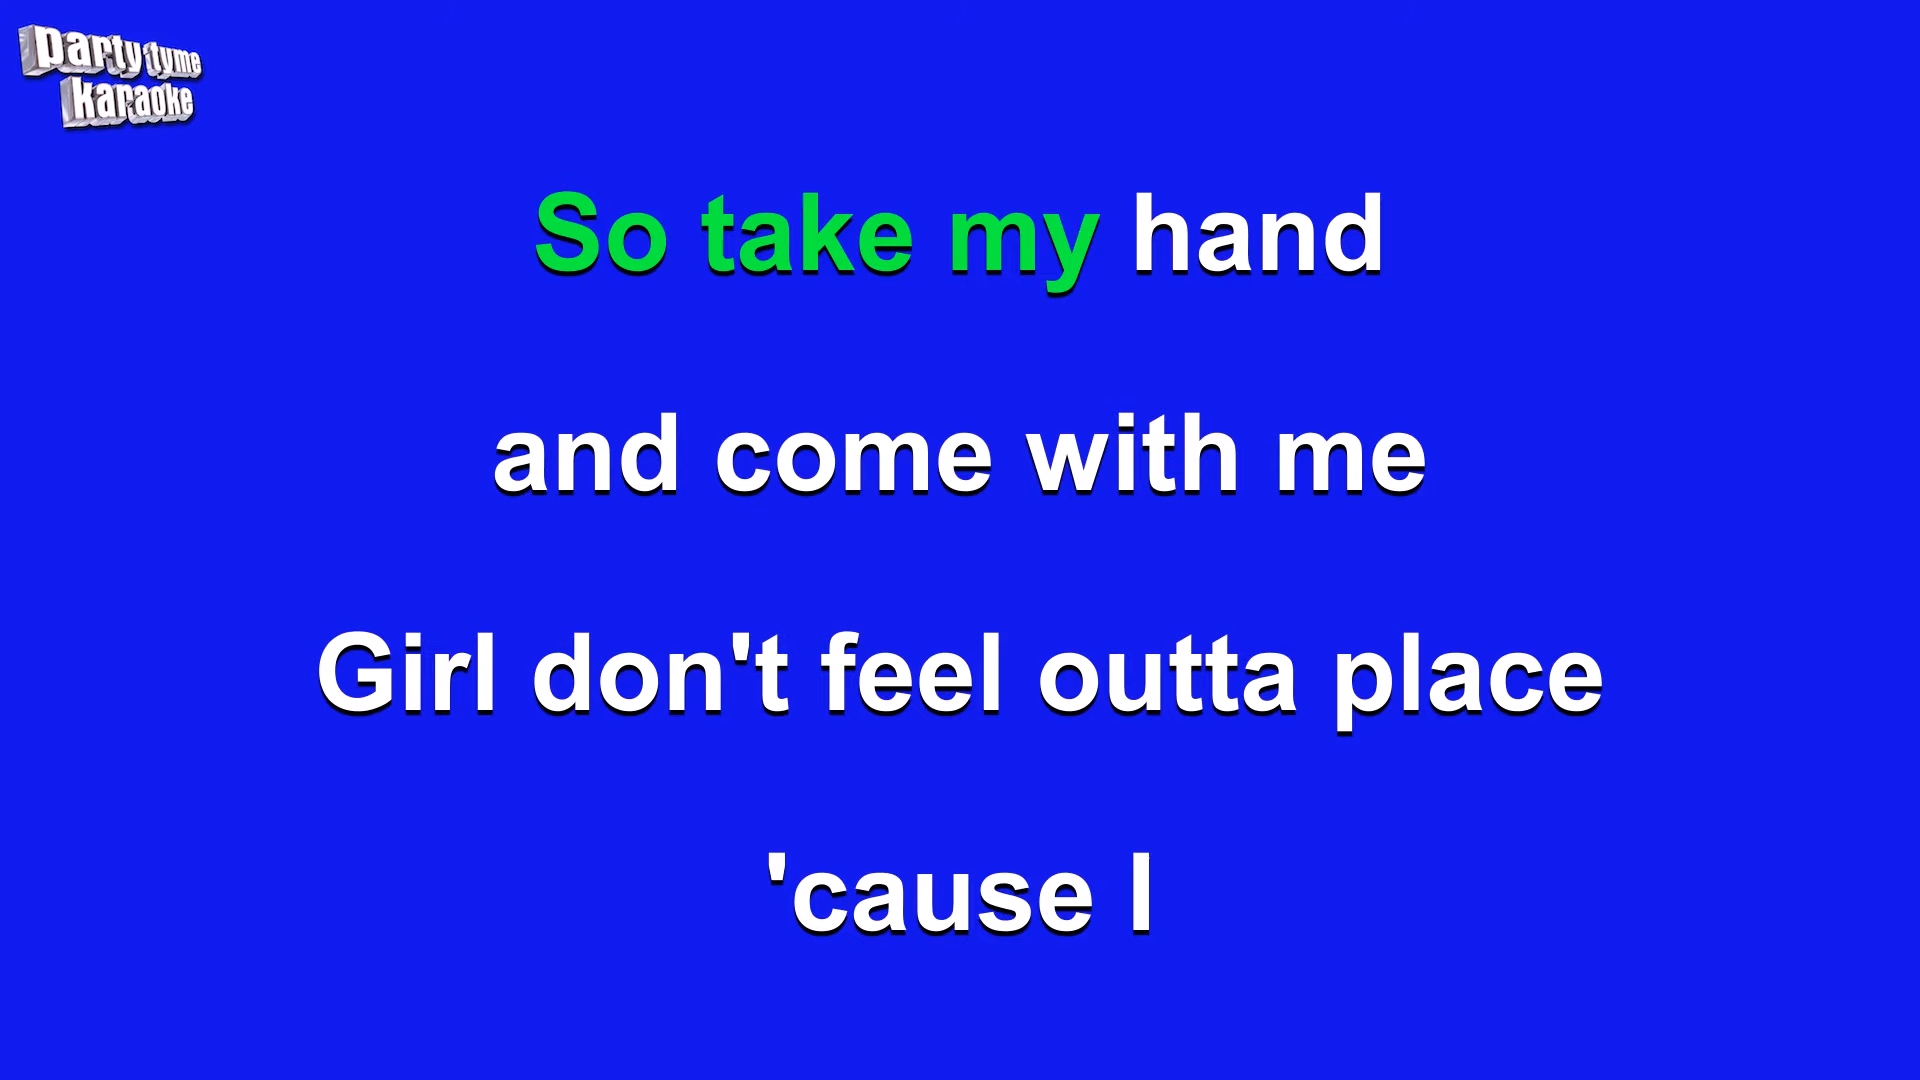 party tyme
karaoke
So take my hand
and come with me
Girl don't feel outta place
'cause I